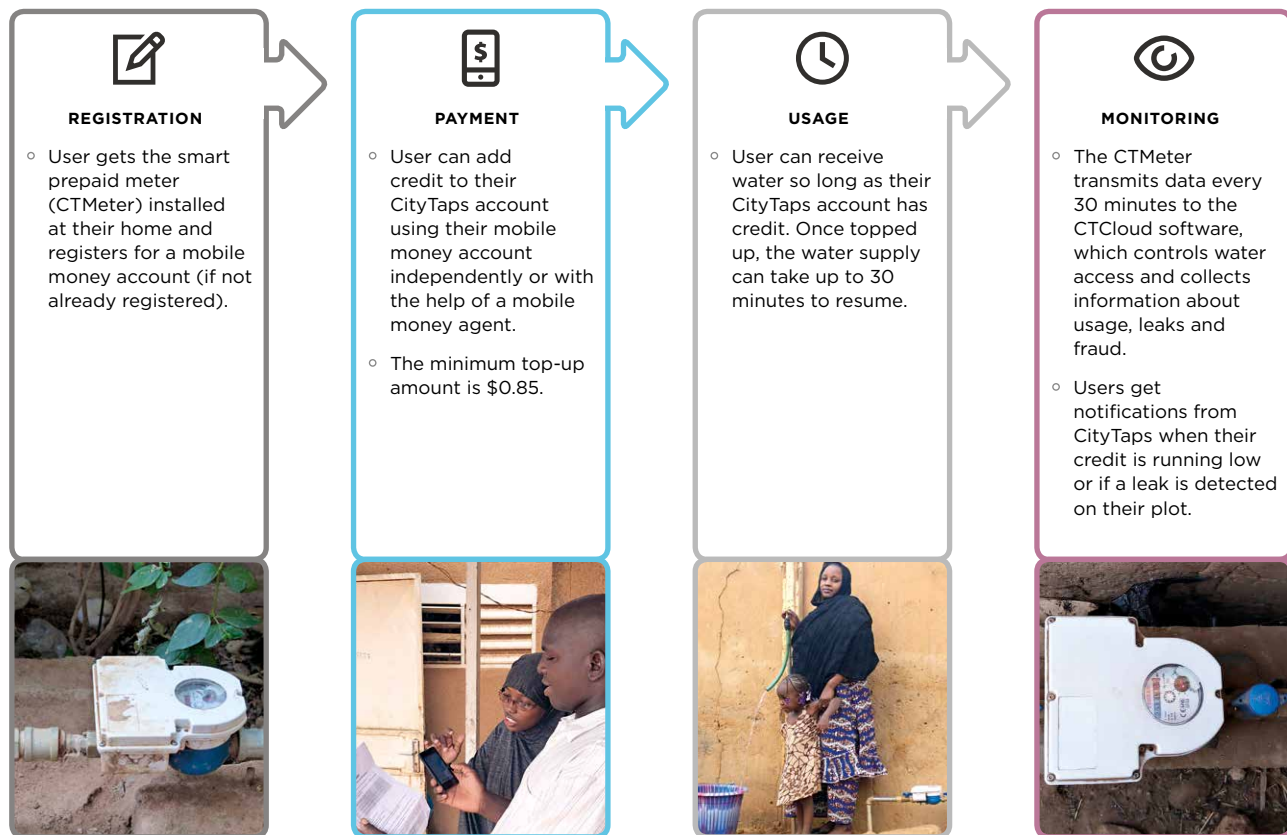 REGISTRATION
○ User gets the smart
prepaid meter
(CTMeter) installed
at their home and
registers for a mobile
money account (if not
already registered).
$
PAYMENT
○ User can add
credit to their
CityTaps account
using their mobile
money account
independently or with
the help of a mobile
money agent.
○ The minimum top-up
amount is $0.85.
USAGE
○ User can receive
water so long as their
CityTaps account has
credit. Once topped
up, the water supply
can take up to 30
minutes to resume.
MONITORING
○ The CTMeter
transmits data every
30 minutes to the
CTCloud software,
which controls water
access and collects
information about
usage, leaks and
fraud.
○ Users get
notifications from
CityTaps when their
credit is running low
or if a leak is detected
on their plot.